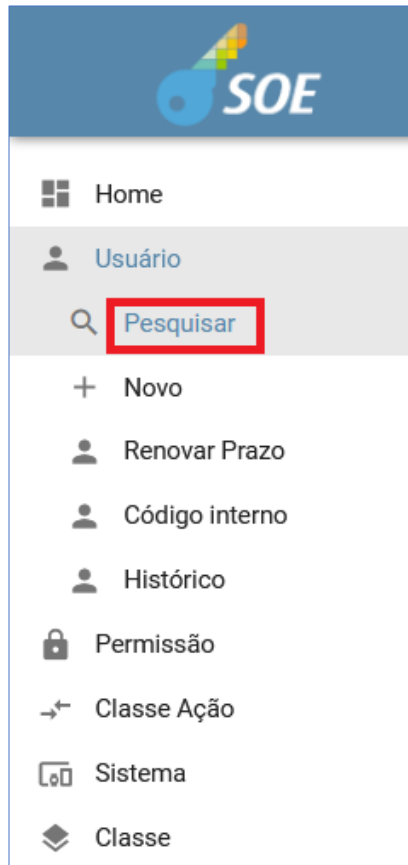 SOE
Home
Usuário
Pesquisar
Novo
Renovar Prazo
Código interno
Histórico
Permissão
Classe Ação
Sistema
Classe